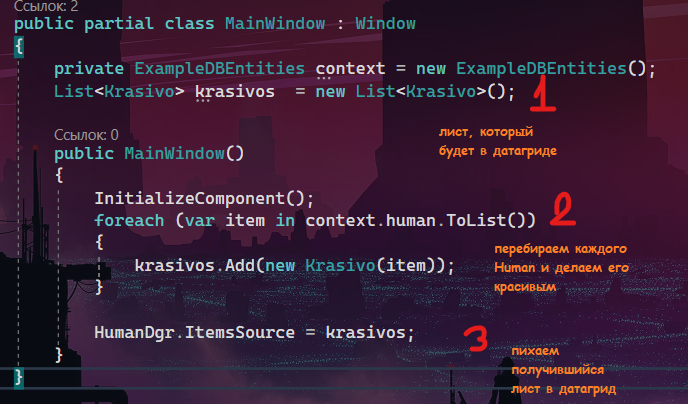 Ссылок: 2
public partial class MainWindow : Window
{
private ExampleDBEntities context = new ExampleDBEntities();
List<Krasivo> krasivos = new List<Krasivo>();
1
лист, который
будет в датагриде
Ссылок: 0
public MainWindow()
{
InitializeComponent();
foreach (var item in context.human.ToList())
2
{
перебираем каждого
krasivos.Add(new Krasivo(item));
Human и делаем его
}
красивым
HumanDgr.ItemsSource = krasivos;
3
}
пихаем
получившийся
}
лист в датагрид